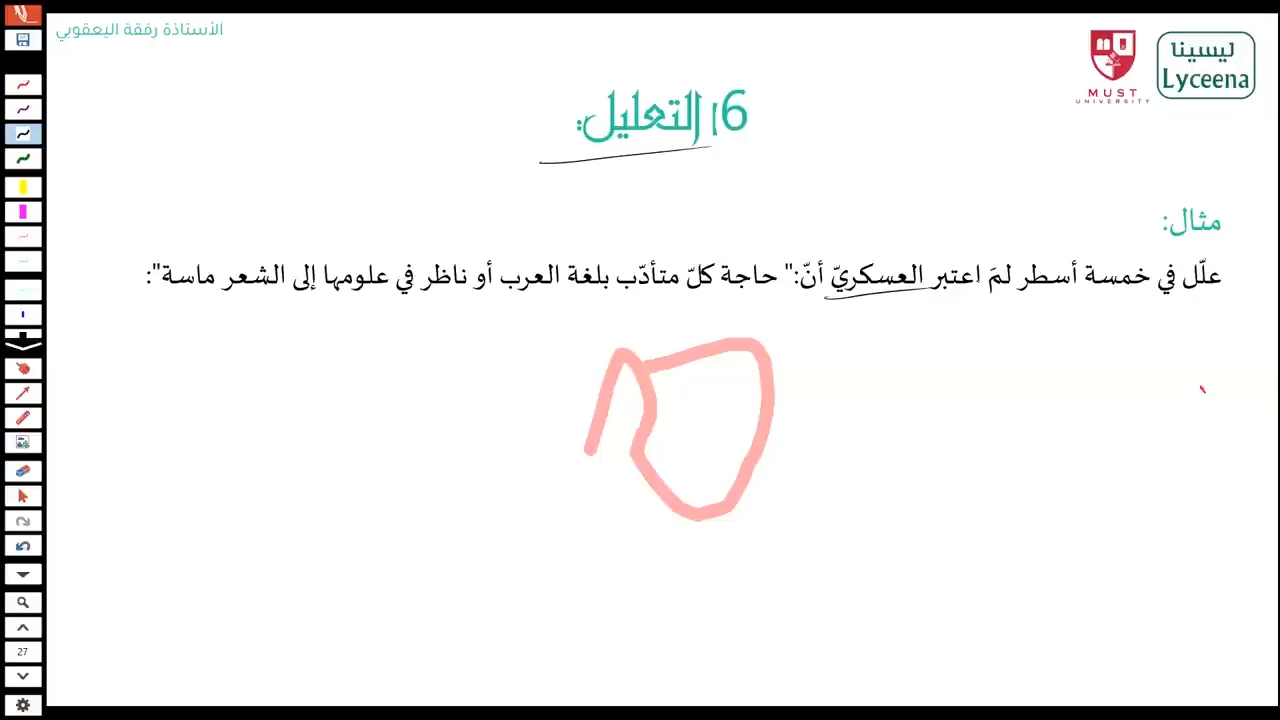 الأستاذة رفقة اليعقوبي
ليسينا
Lyceena
MUST
UNIVERSITY
6| التعليل:
مثال:
علّل في خمسة أسطر لمَ اعتبر العسكريّ أنّ:" حاجة كلّ متأدّب بلغة العرب أو ناظر في علومها إلى الشعر ماسة":
27